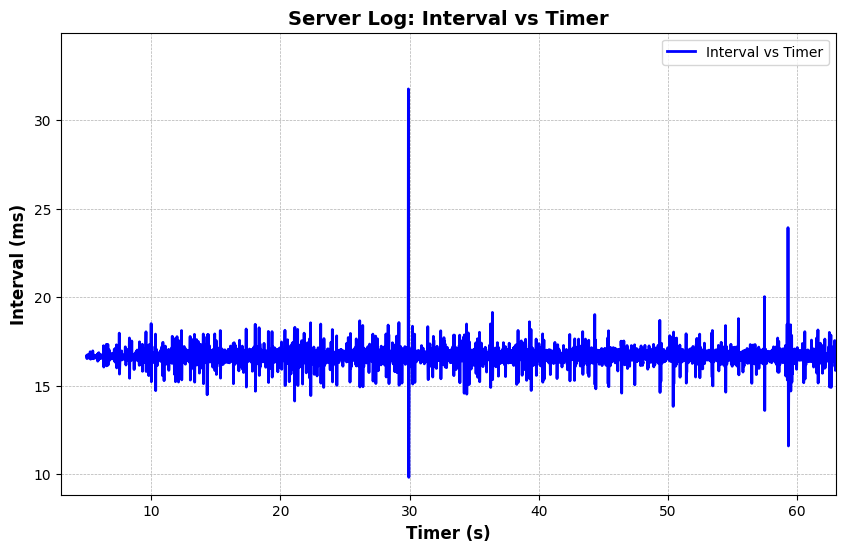 Server Log: Interval vs Timer
Interval vs Timer
30
25
20
15
10
Interval (ms)
10 20 30 40 50 60
Timer (s)